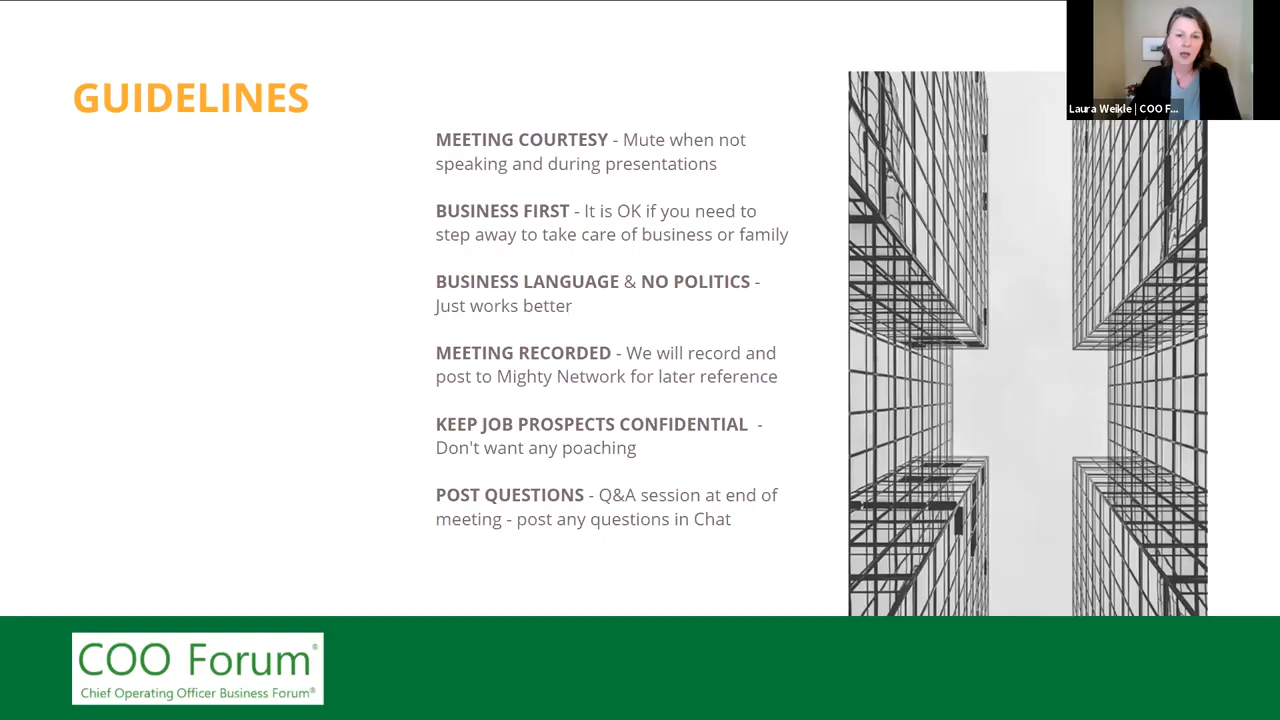 GUIDELINES
MEETING COURTESY - Mute when not
speaking and during presentations
BUSINESS FIRST - It is OK if you need to
step away to take care of business or family
BUSINESS LANGUAGE & NO POLITICS -
Just works better
MEETING RECORDED - We will record and
post to Mighty Network for later reference
KEEP JOB PROSPECTS CONFIDENTIAL -
Don't want any poaching
POST QUESTIONS - Q&A session at end of
meeting - post any questions in Chat
Laura Weikle | COO F...
COO Forum®
Chief Operating Officer Business Forum®